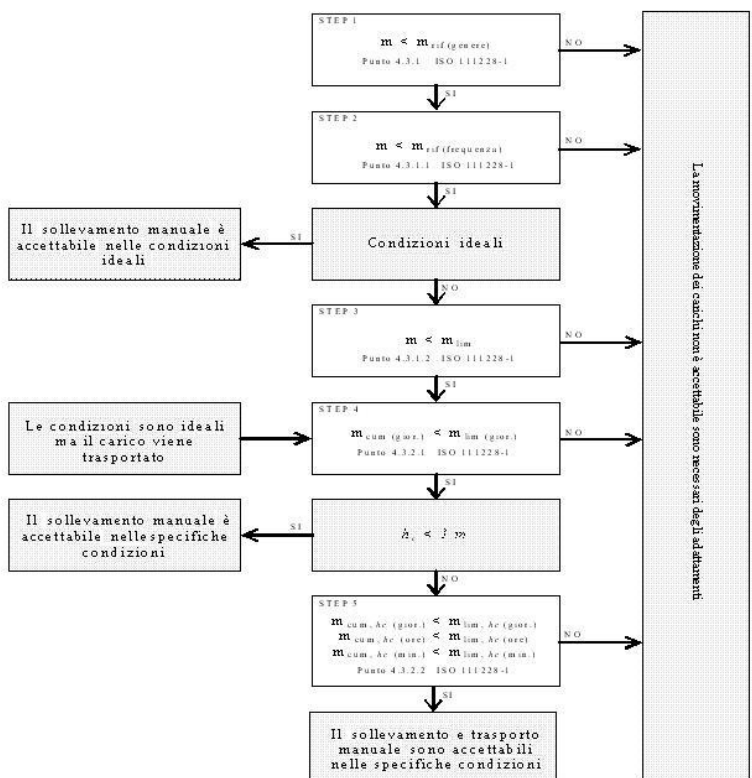 STEP 1
m < m rif (genere)
Punto 4.3.1 ISO 111228-1
NO
SI
STEP 2
m < m rif (frequenza)
Punto 4.3.1.1 ISO 111228-1
NO
SI
Il sollevamento manuale è
accettabile nelle condizioni
ideali
SI
Condizioni ideali
NO
STEP 3
m < m lim
Punto 4.3.1.2 ISO 111228-1
NO
SI
Le condizioni sono ideali
ma il carico viene
trasportato
STEP 4
m cum (gior.) < m lim (gior.)
Punto 4.3.2.1 ISO 111228-1
NO
SI
Il sollevamento manuale è
accettabile nelle specifiche
condizioni
SI
h c < 1 m
NO
STEP 5
m cum, hc (gior.) < m lim, hc (gior.)
m cum, hc (ore) < m lim, hc (ore)
m cum, hc (min.) < m lim, hc (min.)
Punto 4.3.2.2 ISO 111228-1
NO
SI
Il sollevamento e trasporto
manuale sono accettabili
nelle specifiche condizioni
La movimentazione dei carichi non è accettabile sono necessari degli adattamenti